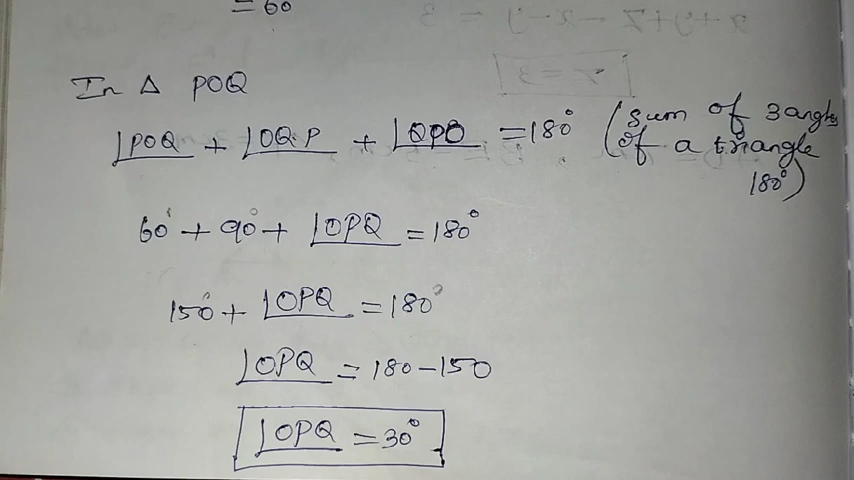 = 60
In Δ POQ
∠POQ + ∠OQP + ∠QPO = 180° (sum of 3 angles of a triangle 180°)
60° + 90° + ∠OPQ = 180°
150° + ∠OPQ = 180°
∠OPQ = 180 - 150
∠OPQ = 30°